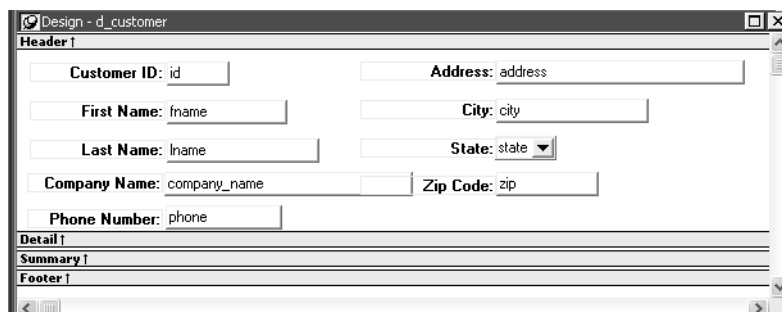 Design - d_customer
Header ↑
Customer ID: id Address: address
First Name: fname City: city
Last Name: lname State: state
Company Name: company_name Zip Code: zip
Phone Number: phone
Detail ↑
Summary ↑
Footer ↑